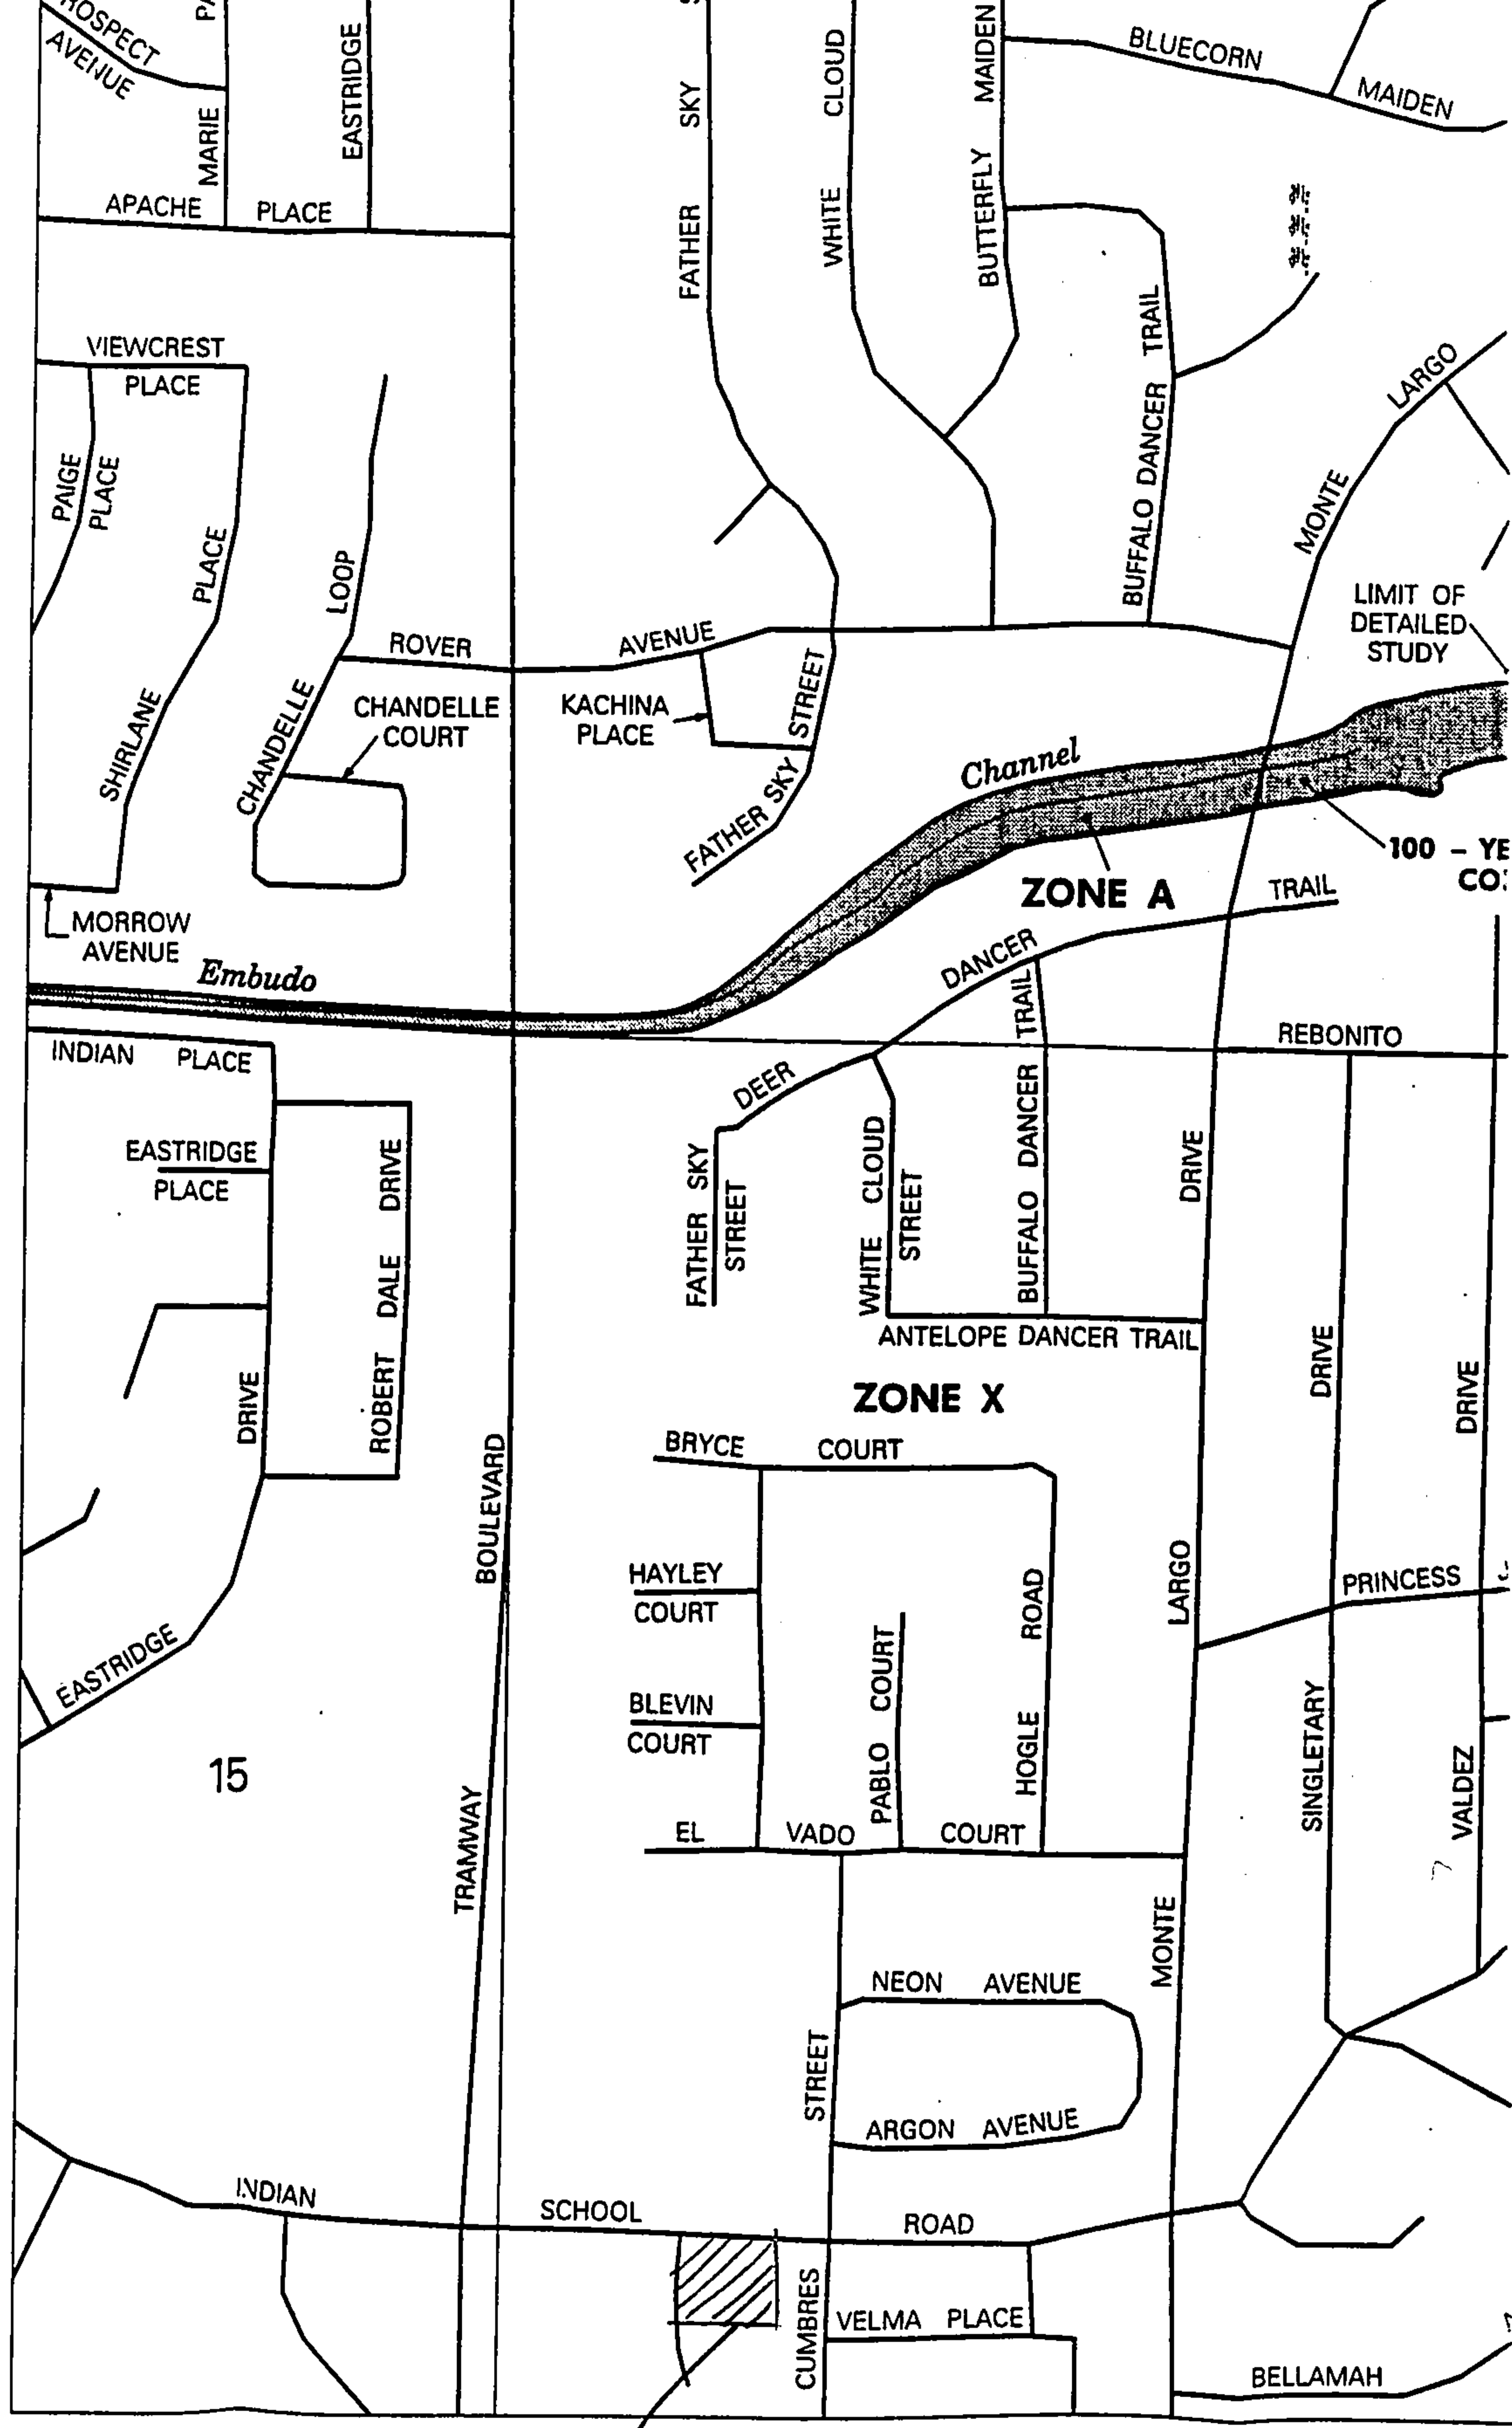 PROSPECT
AVENUE
MARIE
EASTRIDGE
FATHER SKY
WHITE CLOUD
BUTTERFLY MAIDEN
BLUECORN
MAIDEN
APACHE PLACE
VIEWCREST
PLACE
PAIGE
PLACE
SHIRLANE PLACE
CHANDELLE LOOP
BUFFALO DANCER TRAIL
MONTE LARGO
LIMIT OF
DETAILED
STUDY
ROVER AVENUE
CHANDELLE
COURT
KACHINA
PLACE
FATHER SKY STREET
Channel
ZONE A
100 - YE
MORROW
AVENUE
Embudo
DEER DANCER TRAIL
INDIAN PLACE
REBONITO
EASTRIDGE
PLACE
ROBERT DALE DRIVE
FATHER SKY
STREET
WHITE CLOUD
STREET
BUFFALO DANCER TRAIL
ANTELOPE DANCER TRAIL
ZONE X
EASTRIDGE DRIVE
TRAMWAY BOULEVARD
BRYCE COURT
HAYLEY
COURT
BLEVIN
COURT
PABLO COURT
HOGLE ROAD
MONTE LARGO DRIVE
SINGLETARY DRIVE
VALDEZ DRIVE
PRINCESS
15
EL VADO COURT
NEON AVENUE
ARGON AVENUE
CUMBRES STREET
INDIAN SCHOOL ROAD
VELMA PLACE
BELLAMAH